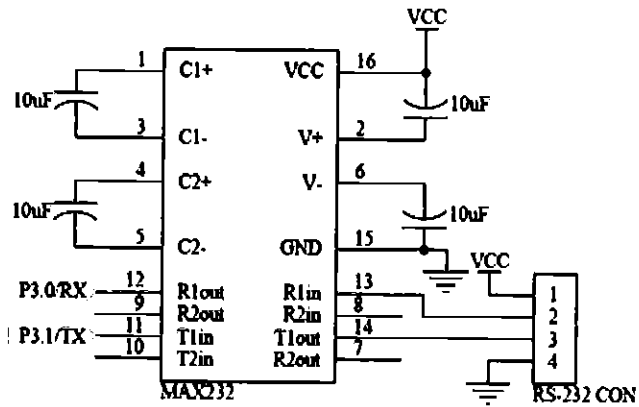 VCC
1 C1+ VCC 16
10uF 10uF
3 C1- V+ 2
4 C2+ V- 6
10uF 10uF
5 C2- GND 15
VCC
P3.0/RX 12 R1out R1in 13 1
9 R2out R2in 8 2
P3.1/TX 11 T1in T1out 14 3
10 T2in R2out 7 4
MAX232 RS-232 CON